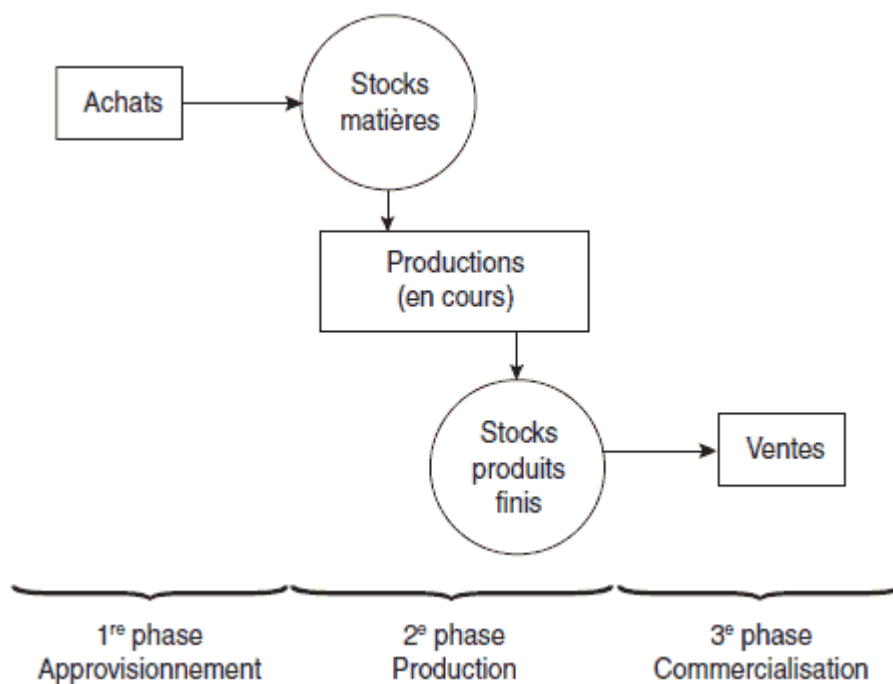 Achats
Stocks
matières
Productions
(en cours)
Stocks
produits
finis
Ventes
1re phase
Approvisionnement
2e phase
Production
3e phase
Commercialisation